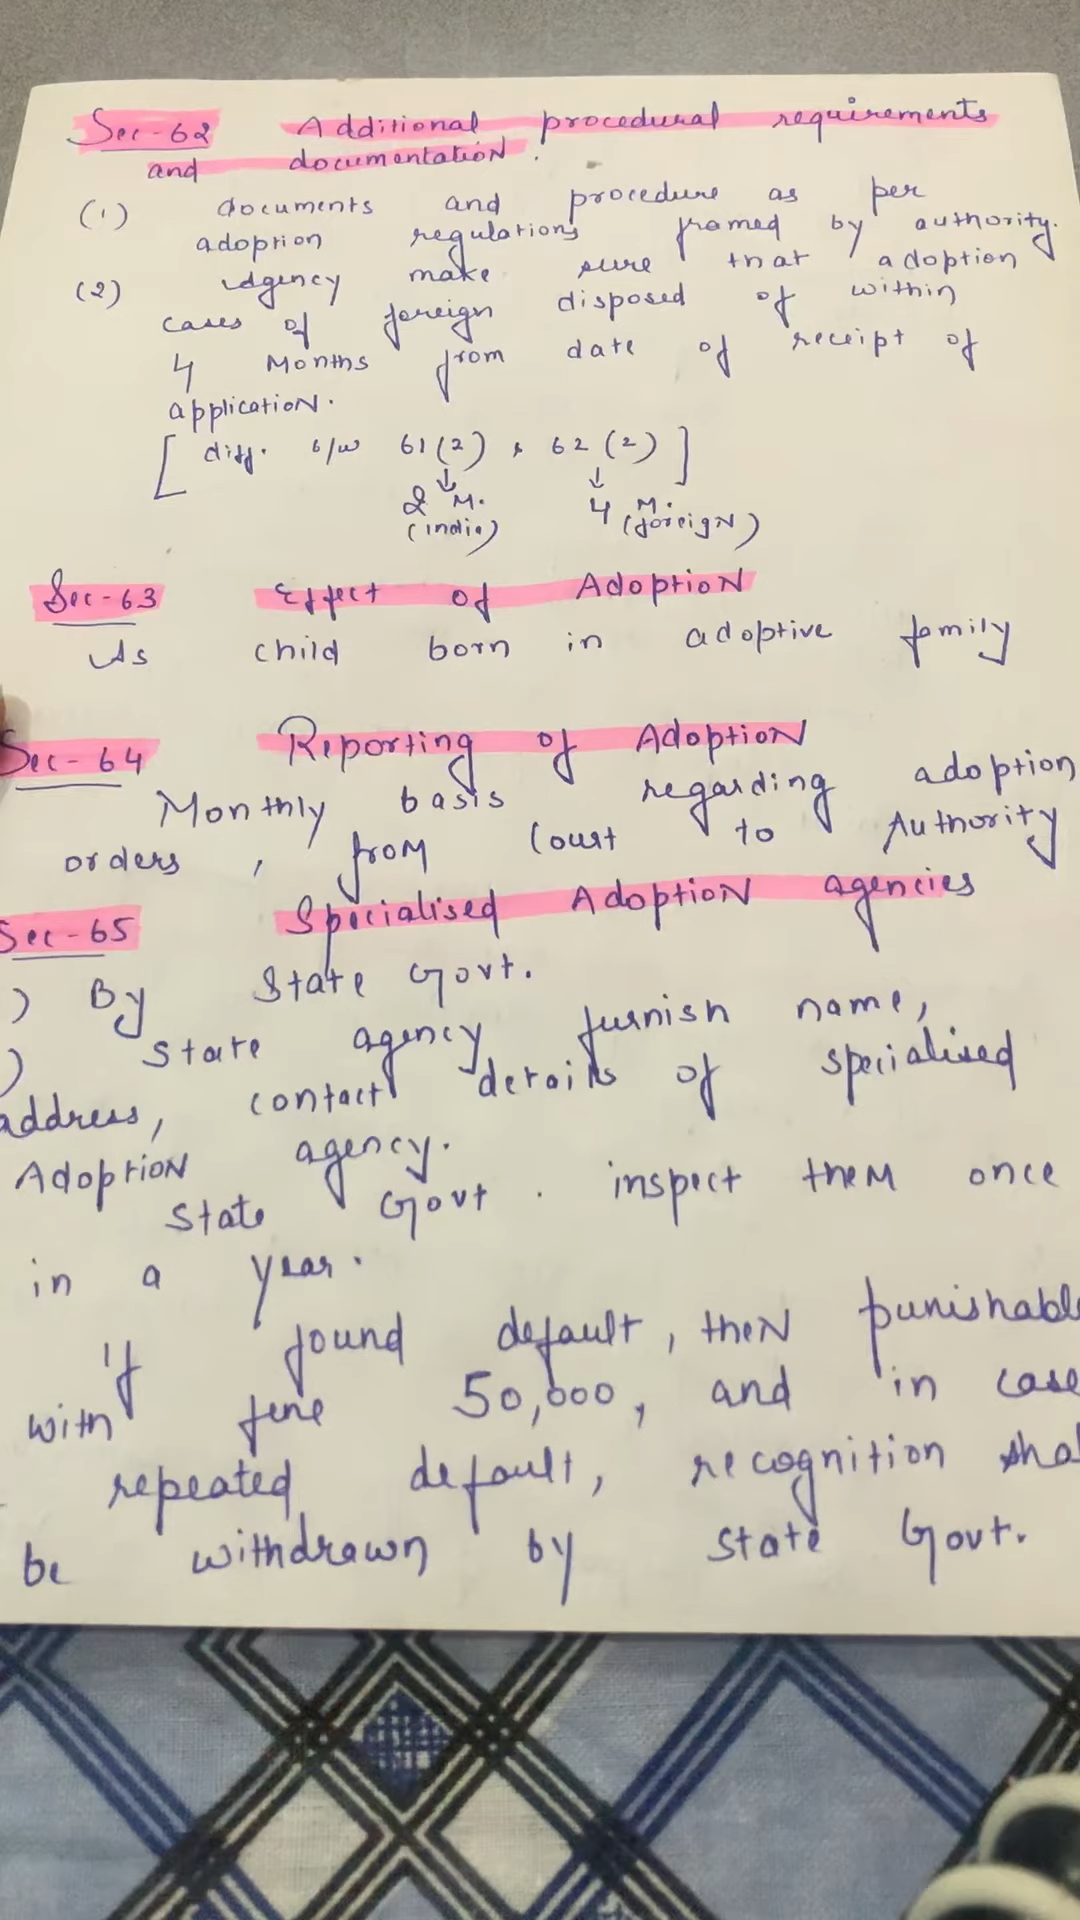 Sec-62 Additional procedural requirements
and documentation.
(1) documents and procedure as per
adoption regulations framed by authority.
(2) Agency make sure that adoption
cases of foreign disposed of within
4 Months from date of receipt of
application.
[diff. b/w 61(2) & 62(2)]
↓ ↓
2 M. 4 M.
(india) (foreign)
Sec-63 Effect of Adoption
As child born in adoptive family
Sec-64 Reporting of Adoption
Monthly basis regarding adoption
orders, from Court to Authority
Sec-65 Specialised Adoption agencies
) By State Govt.
) State agency furnish name,
address, contact details of specialised
Adoption agency.
State Govt. inspect them once
in a year.
If found default, then punishable
with fine 50,000, and in case
repeated default, recognition shal
be withdrawn by State Govt.